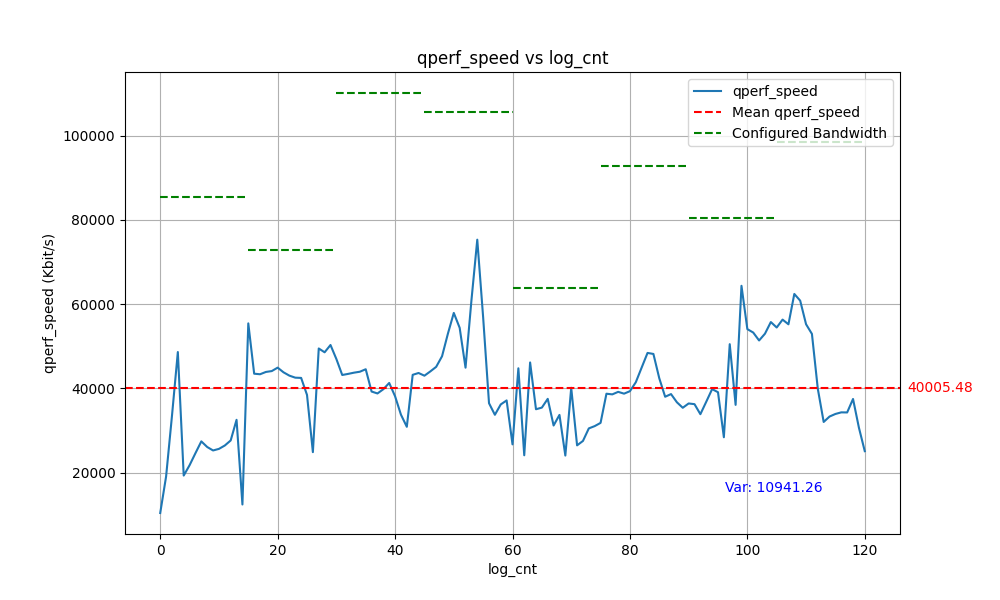 qperf_speed vs log_cnt
qperf_speed
Mean qperf_speed
Configured Bandwidth
qperf_speed (Kbit/s)
100000
80000
60000
40000
20000
40005.48
Var: 10941.26
0 20 40 60 80 100 120
log_cnt